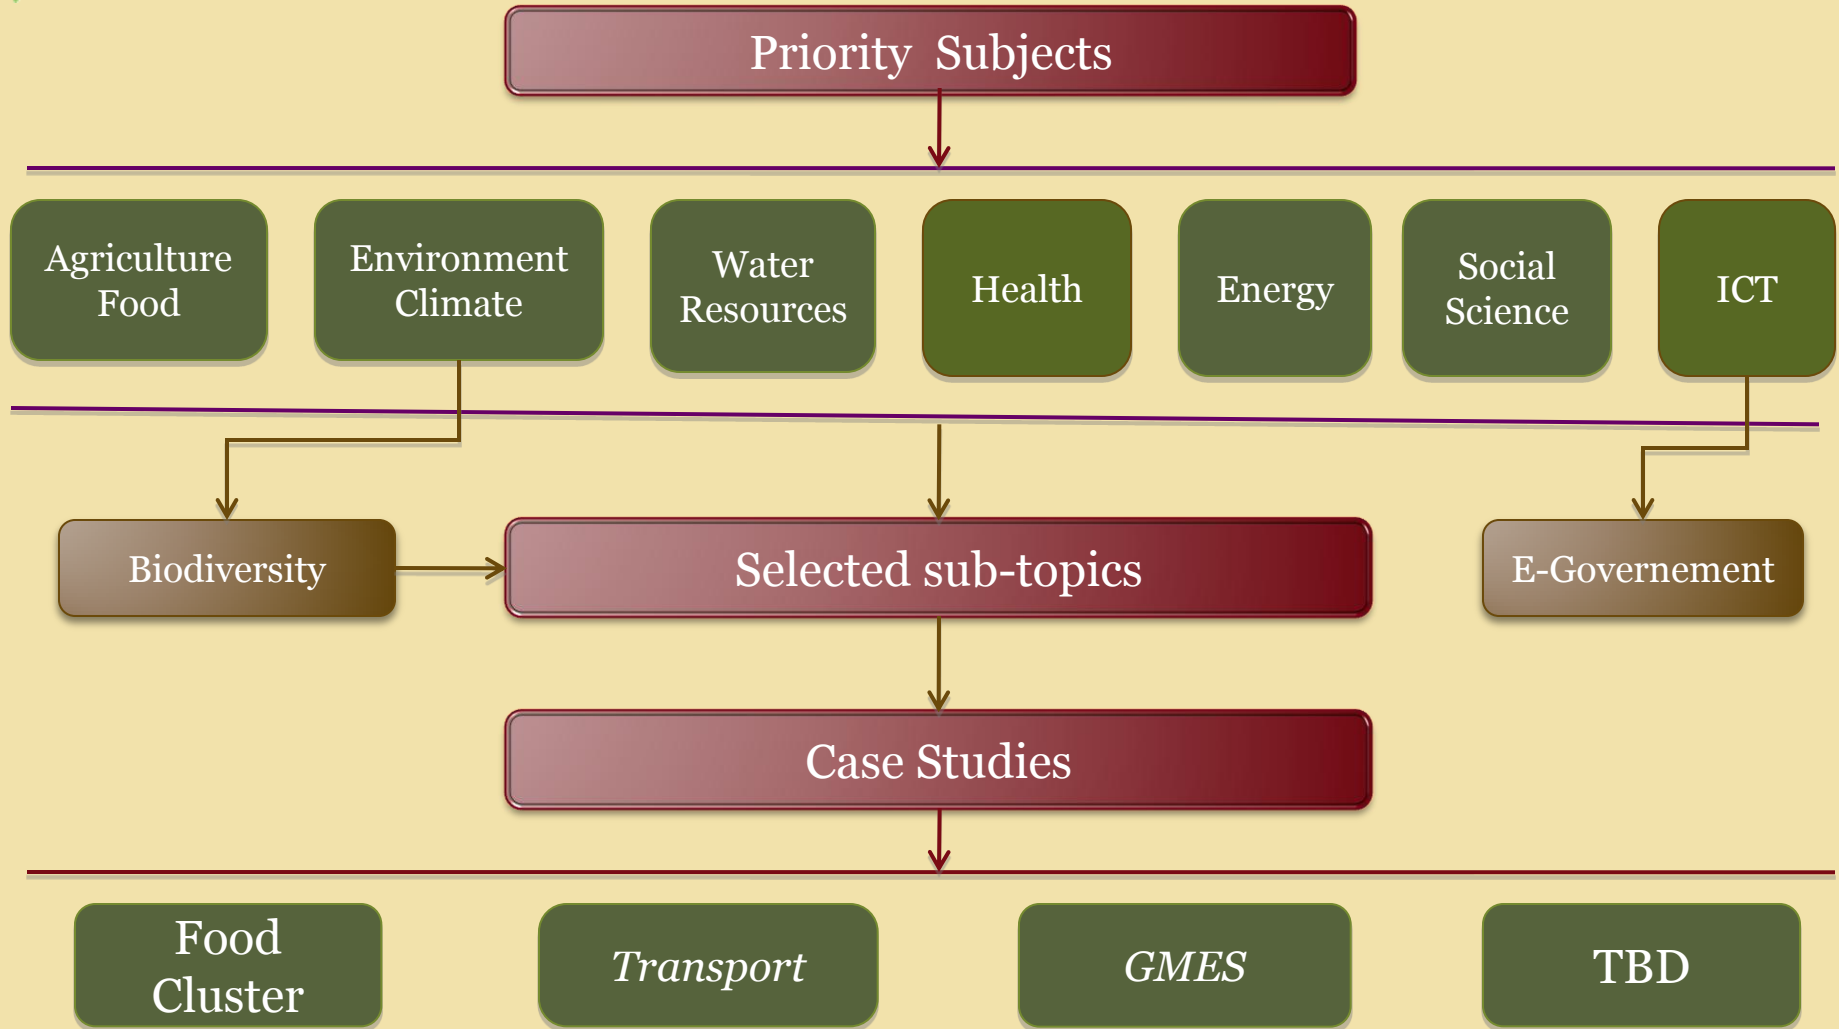 Priority Subjects
Agriculture
Food
Environment
Climate
Water
Resources
Health
Energy
Social
Science
ICT
Biodiversity
Selected sub-topics
E-Governement
Case Studies
Food
Cluster
Transport
GMES
TBD